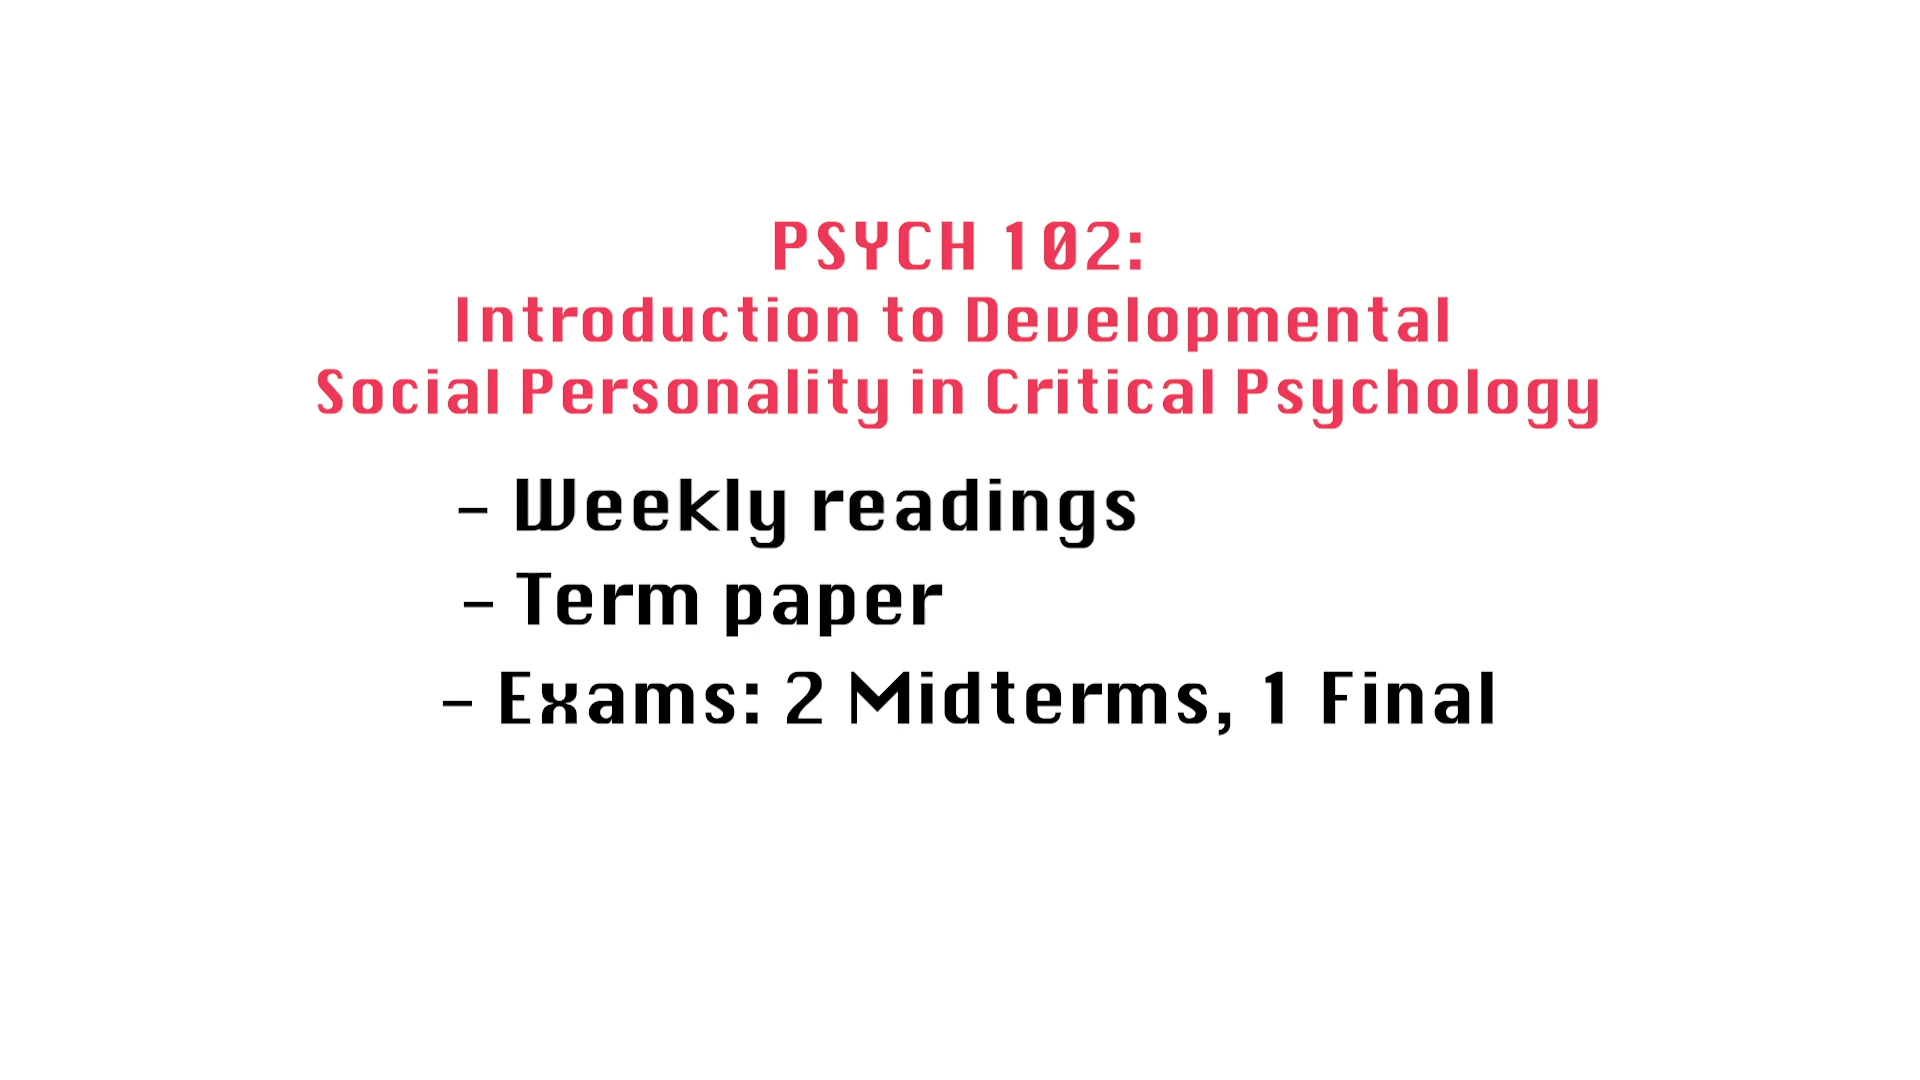 PSYCH 102:
Introduction to Developmental
Social Personality in Critical Psychology
- Weekly readings
- Term paper
- Exams: 2 Midterms, 1 Final